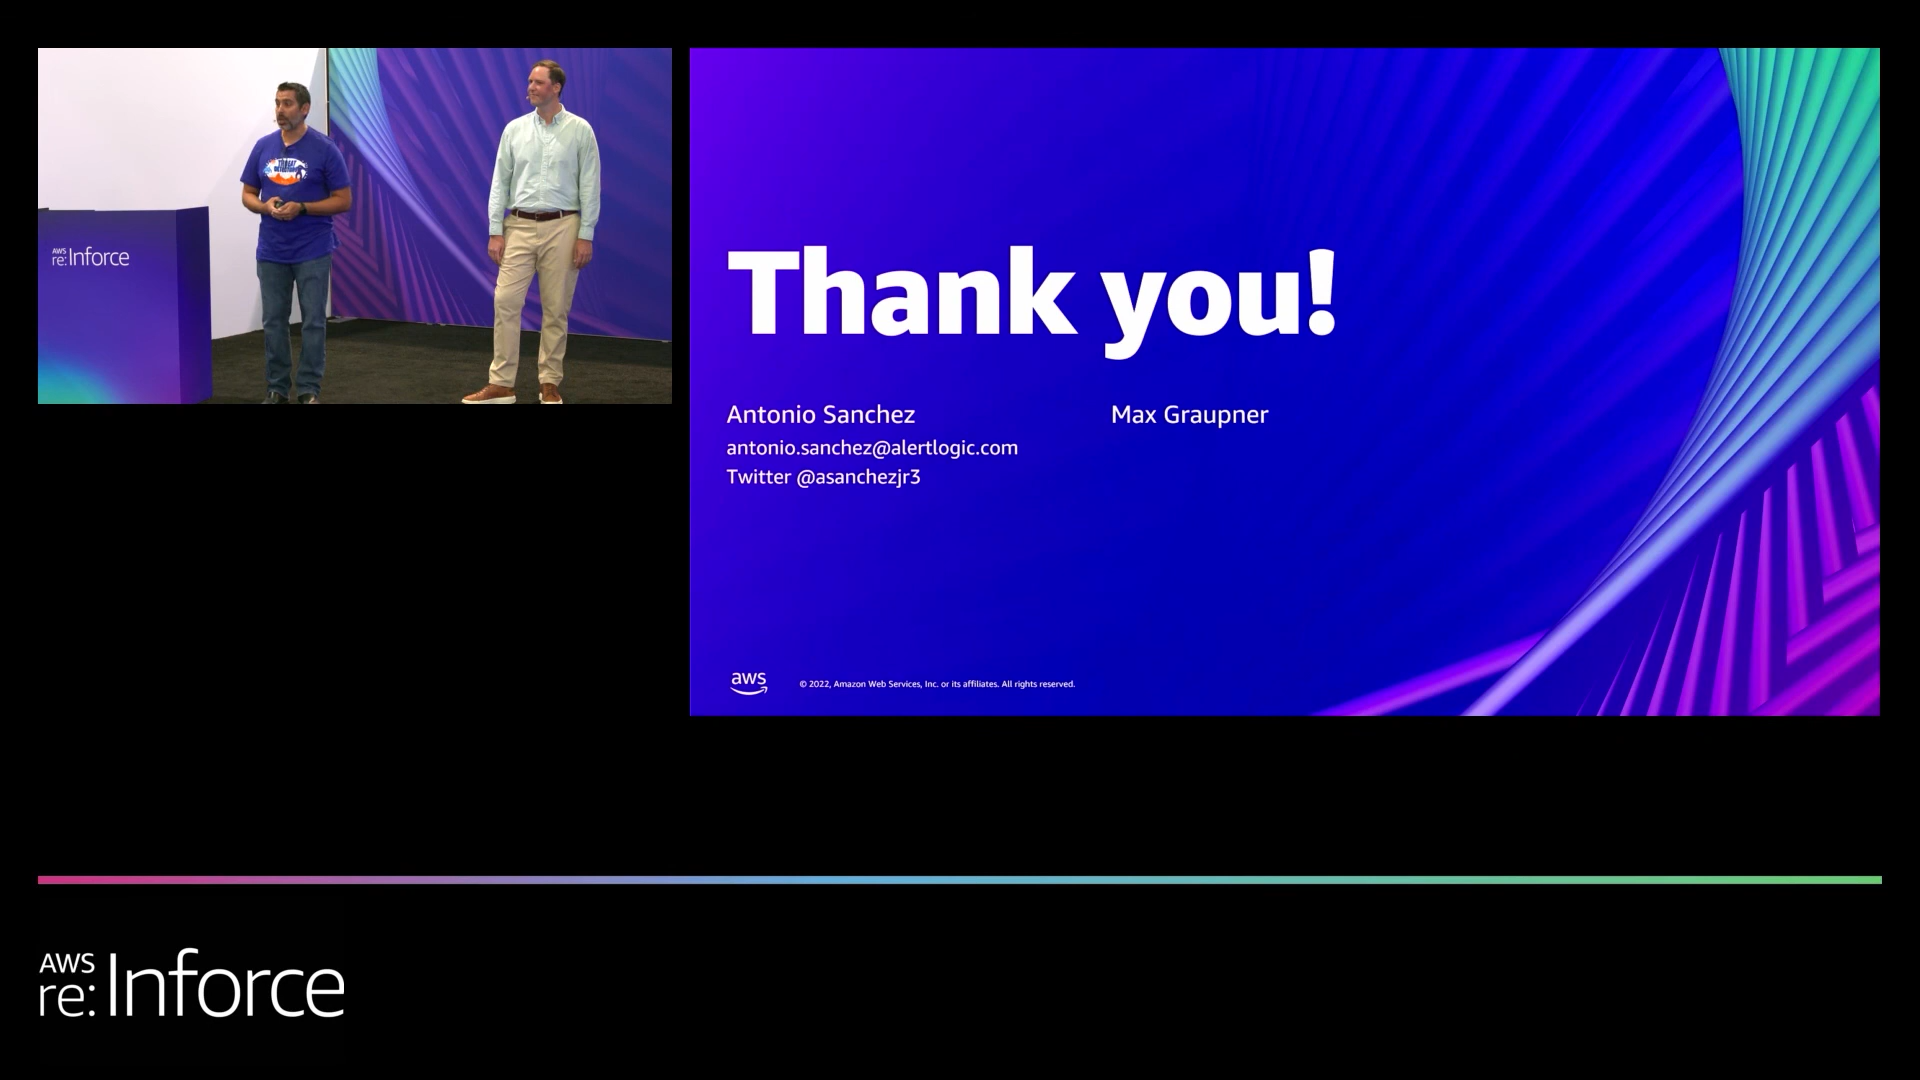 AWS
re:Inforce
Thank you!
Antonio Sanchez
antonio.sanchez@alertlogic.com
Twitter @asanchezjr3
Max Graupner
aws
© 2022, Amazon Web Services, Inc. or its affiliates. All rights reserved.
AWS
re:Inforce